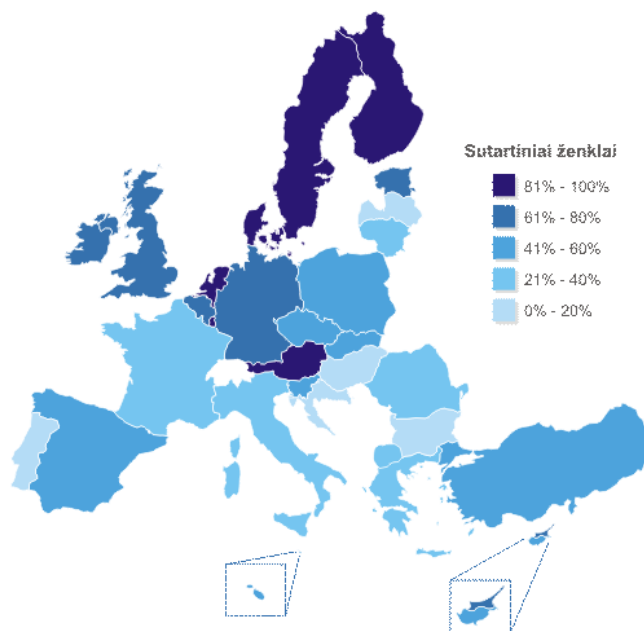 Sutartiniai ženklai
81% - 100%
61% - 80%
41% - 60%
21% - 40%
0% - 20%